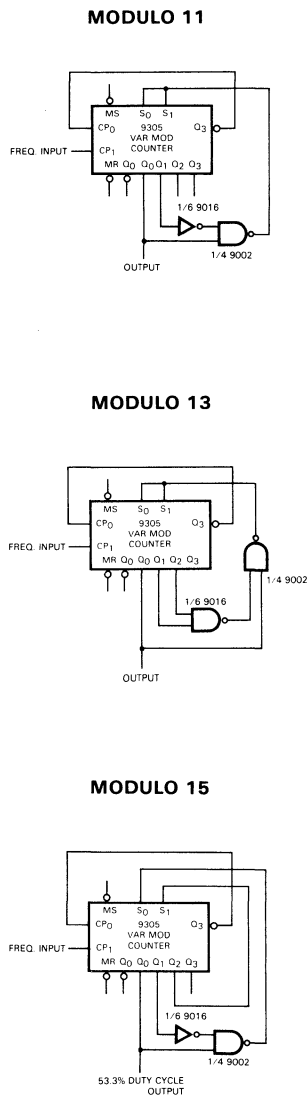 MODULO 11
MS S0 S1
CP0 9305 Q3
VAR MOD
FREQ. INPUT CP1 COUNTER
MR Q0 Q0 Q1 Q2 Q3
1/6 9016
1/4 9002
OUTPUT
MODULO 13
MS S0 S1
CP0 9305 Q3
VAR MOD
FREQ. INPUT CP1 COUNTER
MR Q0 Q0 Q1 Q2 Q3
1/4 9002
1/6 9016
OUTPUT
MODULO 15
MS S0 S1
CP0 9305 Q3
VAR MOD
FREQ. INPUT CP1 COUNTER
MR Q0 Q0 Q1 Q2 Q3
1/6 9016
1/4 9002
53.3% DUTY CYCLE
OUTPUT